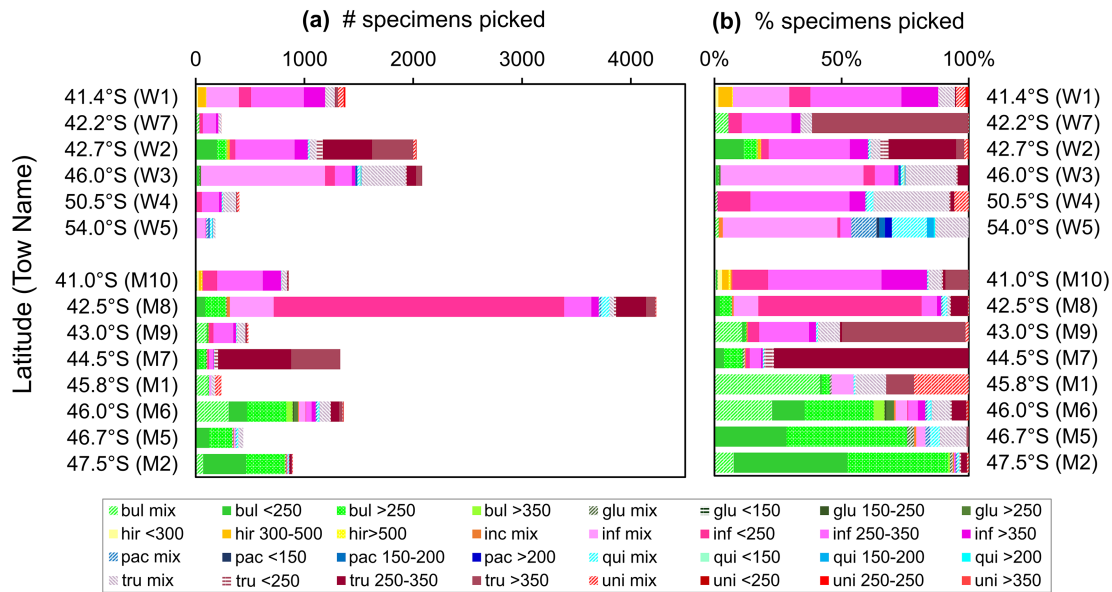 (a) # specimens picked
(b) % specimens picked
0 1000 2000 3000 4000
0% 50% 100%
Latitude (Tow Name)
41.4°S (W1) 41.4°S (W1)
42.2°S (W7) 42.2°S (W7)
42.7°S (W2) 42.7°S (W2)
46.0°S (W3) 46.0°S (W3)
50.5°S (W4) 50.5°S (W4)
54.0°S (W5) 54.0°S (W5)
41.0°S (M10) 41.0°S (M10)
42.5°S (M8) 42.5°S (M8)
43.0°S (M9) 43.0°S (M9)
44.5°S (M7) 44.5°S (M7)
45.8°S (M1) 45.8°S (M1)
46.0°S (M6) 46.0°S (M6)
46.7°S (M5) 46.7°S (M5)
47.5°S (M2) 47.5°S (M2)
bul mix bul <250 bul >250 bul >350 glu mix glu <150 glu 150-250 glu >250
hir <300 hir 300-500 hir>500 inc mix inf mix inf <250 inf 250-350 inf >350
pac mix pac <150 pac 150-200 pac >200 qui mix qui <150 qui 150-200 qui >200
tru mix tru <250 tru 250-350 tru >350 uni mix uni <250 uni 250-250 uni >350